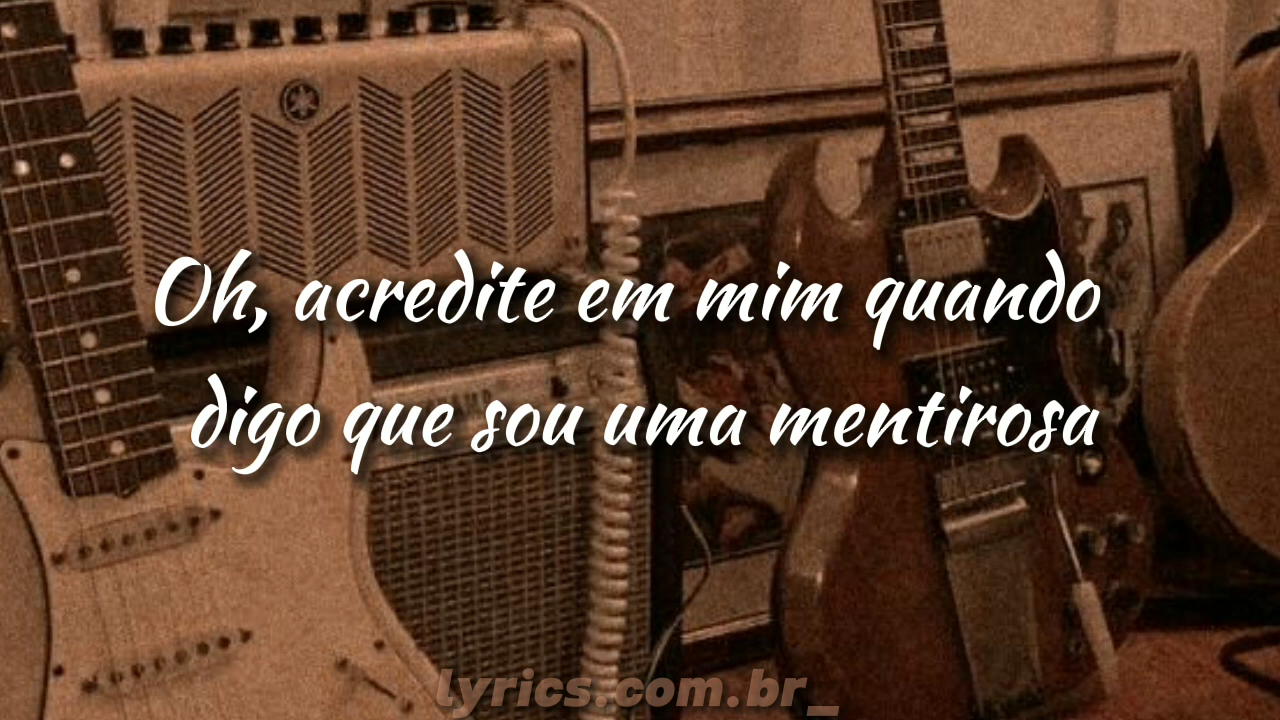 Oh, acredite em mim quando
digo que sou uma mentirosa
lyrics.com.br_